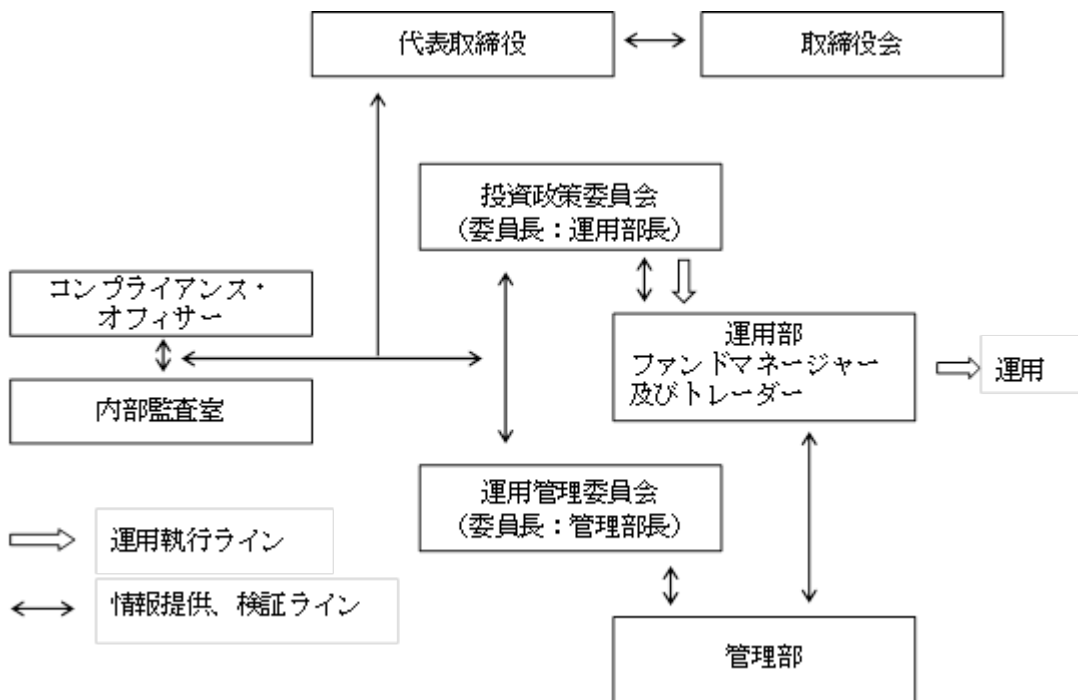 代表取締役
取締役会
投資政策委員会
（委員長：運用部長）
コンプライアンス・
オフィサー
内部監査室
運用部
ファンドマネージャー
及びトレーダー
運用
運用管理委員会
（委員長：管理部長）
運用執行ライン
情報提供、検証ライン
管理部